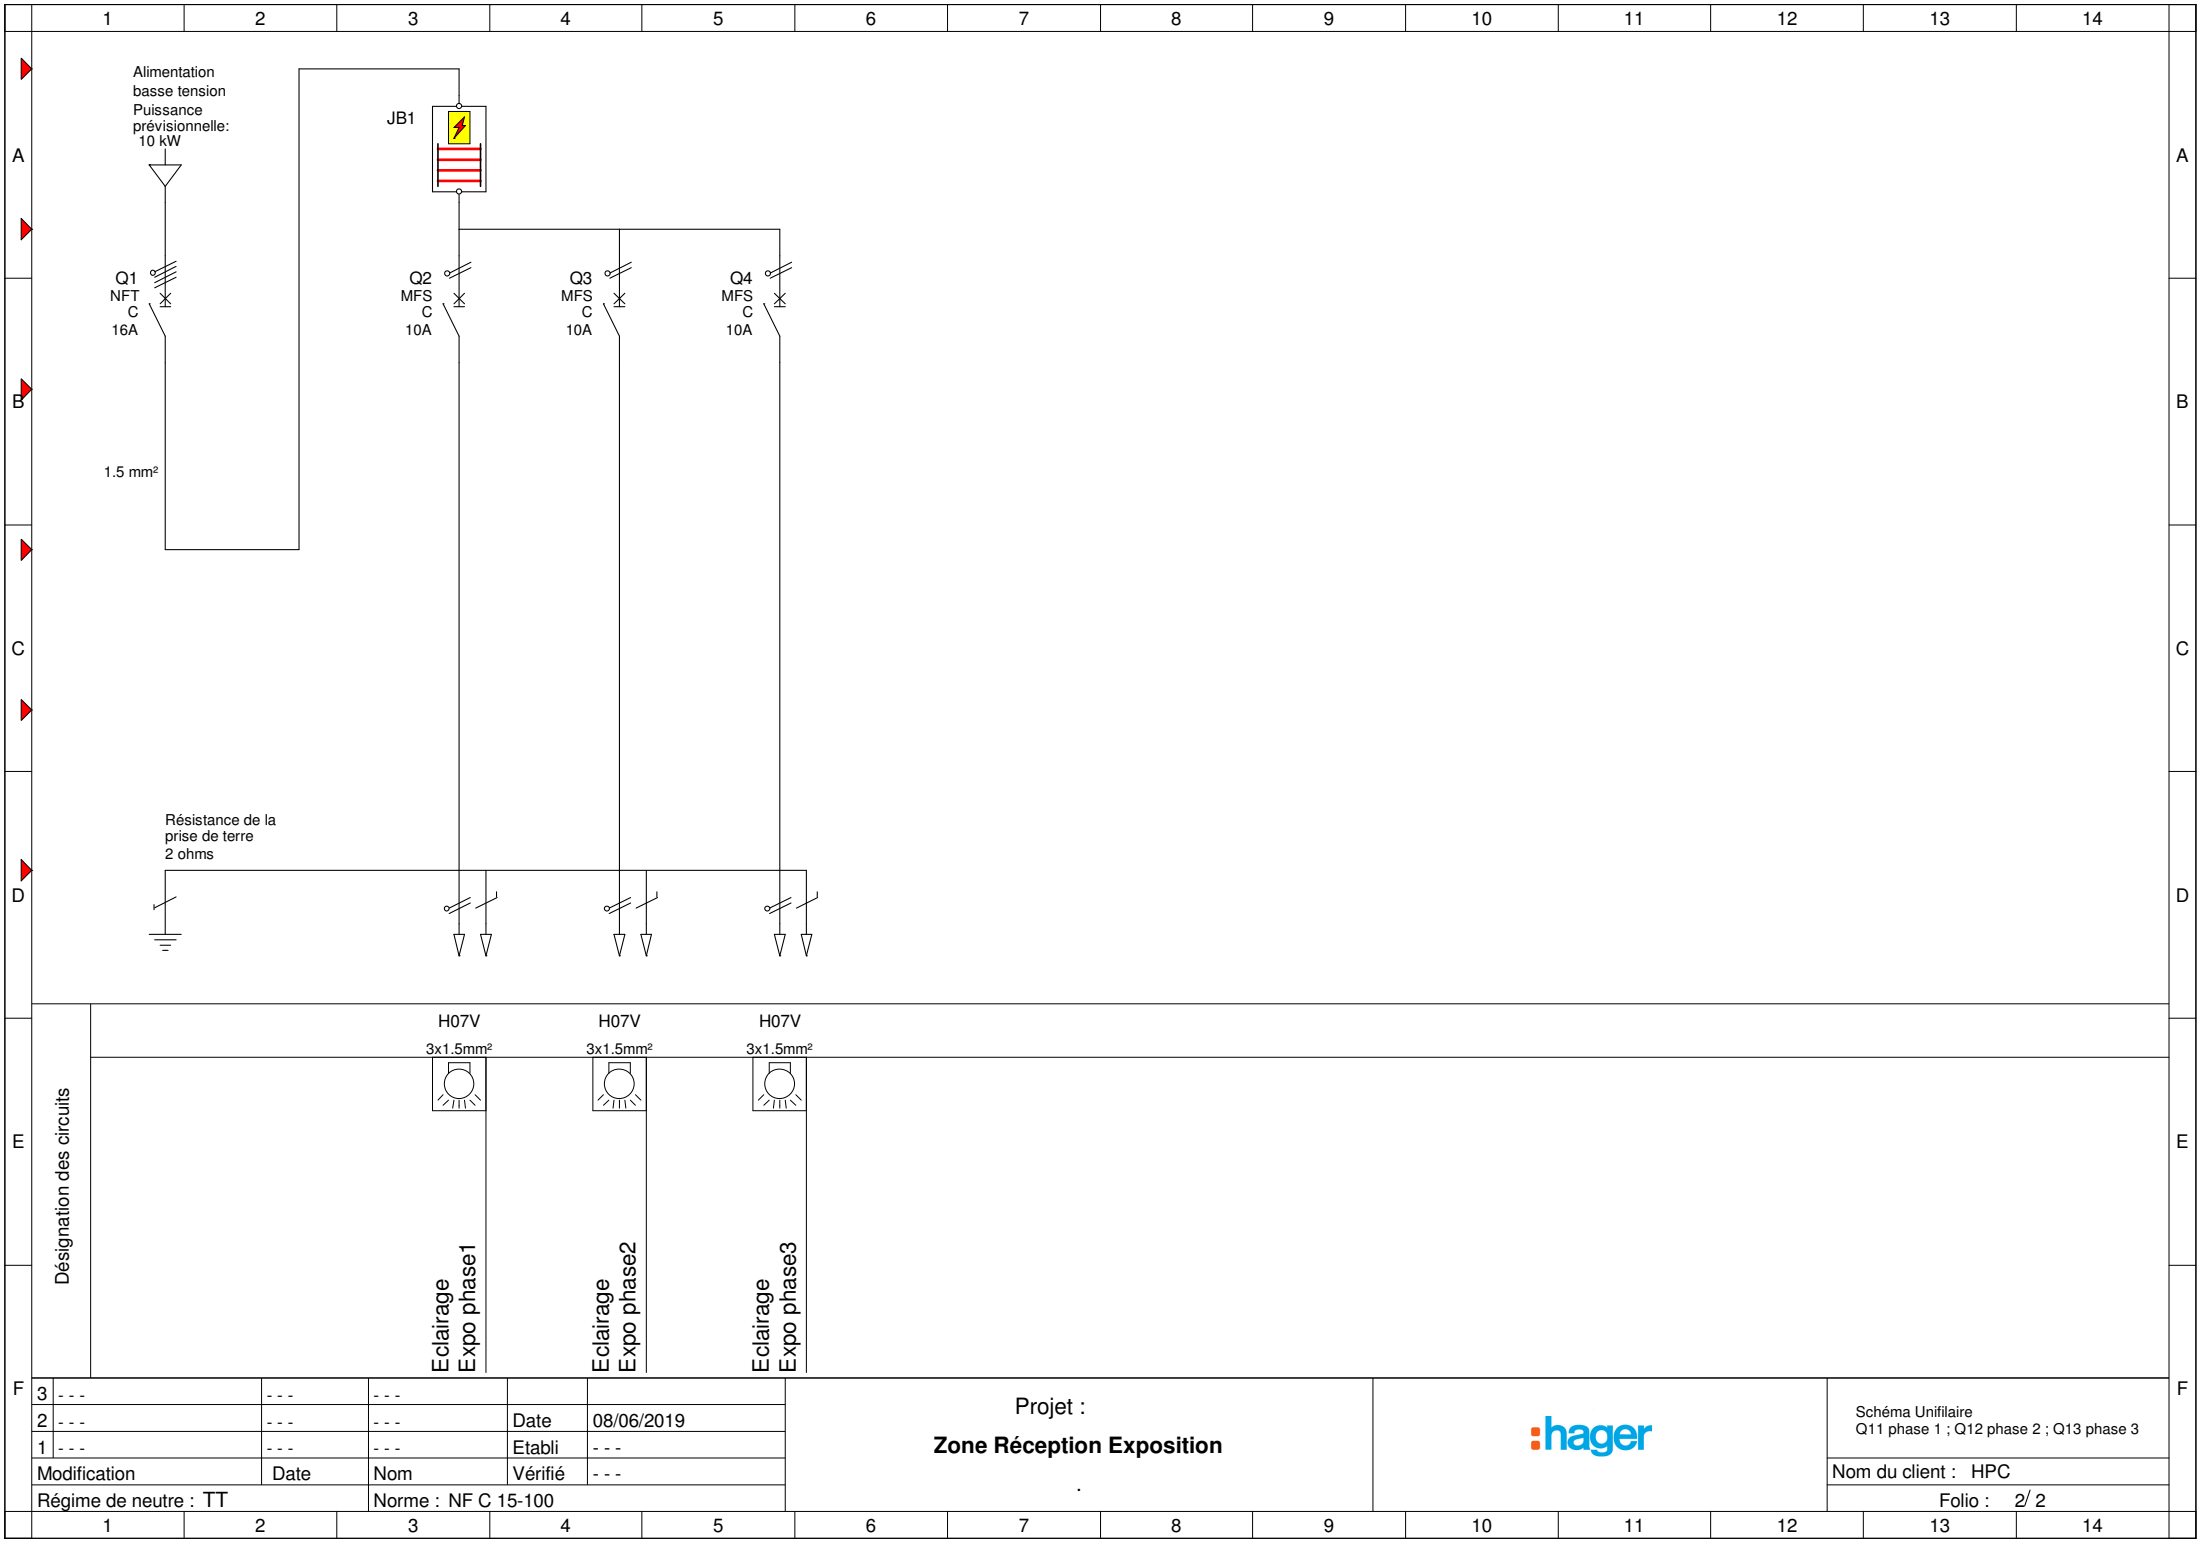 1 2 3 4 5 6 7 8 9 10 11 12 13 14
Alimentation
basse tension
Puissance
prévisionnelle:
10 kW
JB1
A A
Q1
NFT
C
16A
Q2
MFS
C
10A
Q3
MFS
C
10A
Q4
MFS
C
10A
B B
1.5 mm²
C C
Résistance de la
prise de terre
2 ohms
D D
H07V H07V H07V
3x1.5mm² 3x1.5mm² 3x1.5mm²
E E
Désignation des circuits
Eclairage
Expo phase1
Eclairage
Expo phase2
Eclairage
Expo phase3
F F
3 - - - - - - - - -
2 - - - - - - - - - Date 08/06/2019
1 - - - - - - - - - Etabli - - -
Modification Date Nom Vérifié - - -
Régime de neutre : TT Norme : NF C 15-100
Projet :
Zone Réception Exposition
.
:hager
Schéma Unifilaire
Q11 phase 1 ; Q12 phase 2 ; Q13 phase 3
Nom du client : HPC
Folio : 2/ 2
1 2 3 4 5 6 7 8 9 10 11 12 13 14